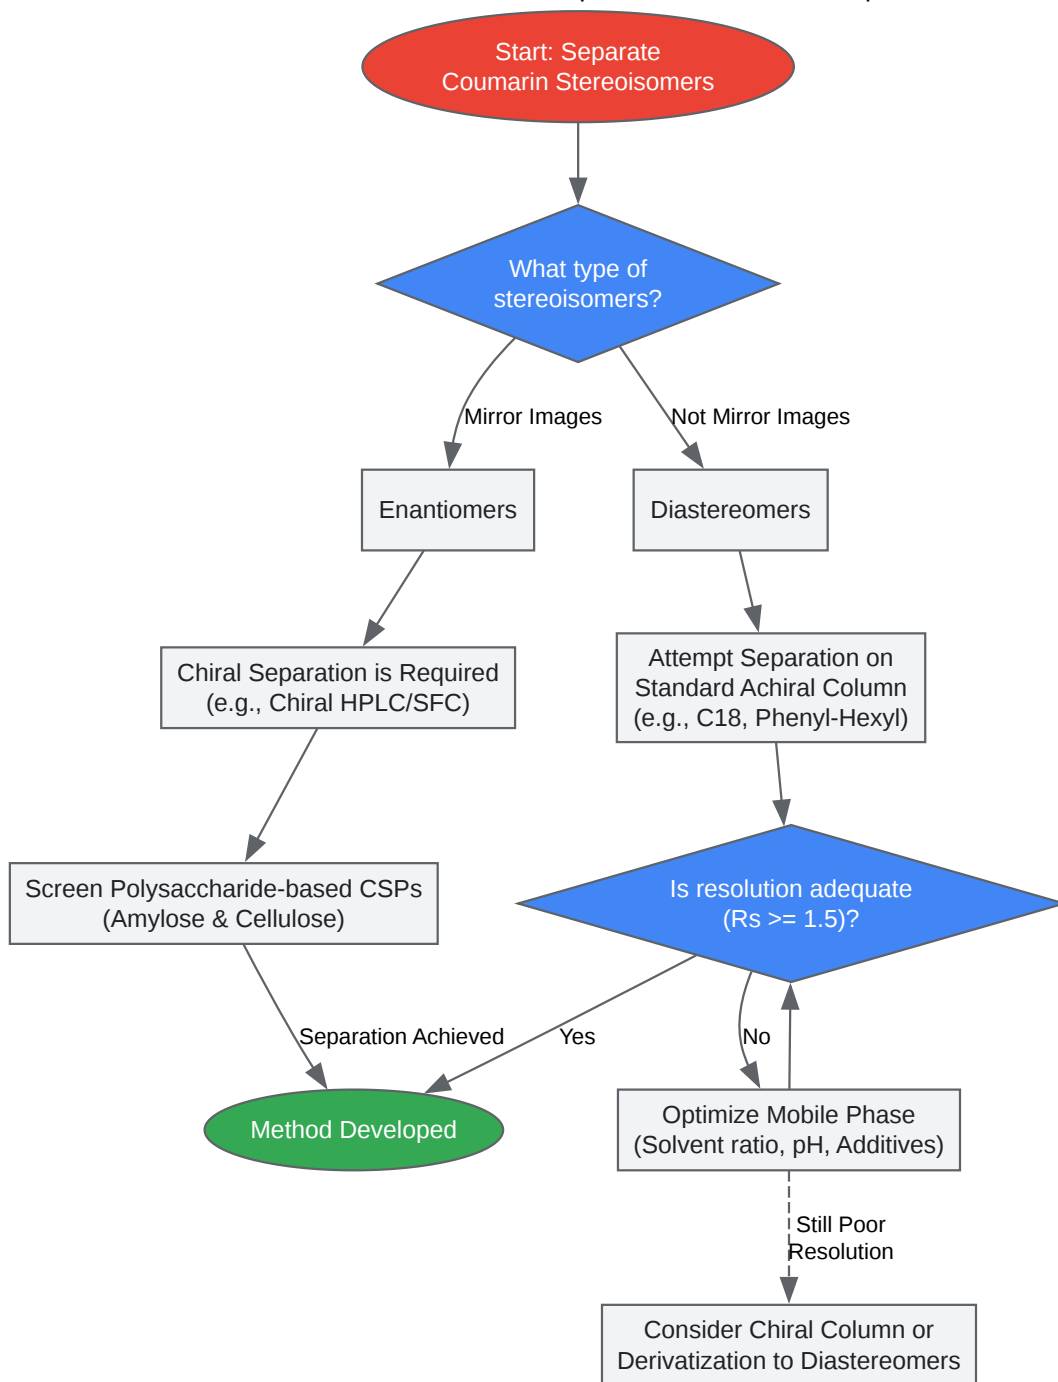 Start: Separate
Coumarin Stereoisomers
What type of
stereoisomers?
Mirror Images
Not Mirror Images
Enantiomers
Diastereomers
Chiral Separation is Required
(e.g., Chiral HPLC/SFC)
Attempt Separation on
Standard Achiral Column
(e.g., C18, Phenyl-Hexyl)
Screen Polysaccharide-based CSPs
(Amylose & Cellulose)
Is resolution adequate
(Rs >= 1.5)?
Separation Achieved
Yes
No
Method Developed
Optimize Mobile Phase
(Solvent ratio, pH, Additives)
Still Poor
Resolution
Consider Chiral Column or
Derivatization to Diastereomers